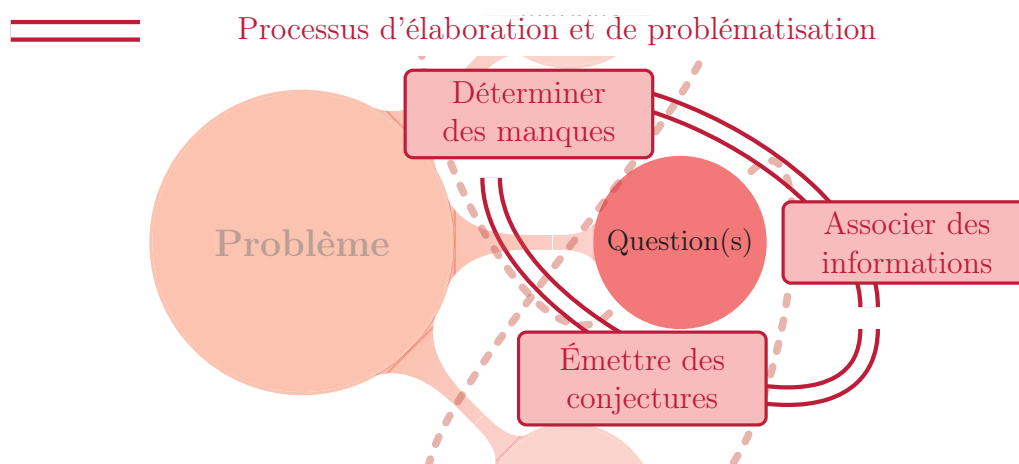 Processus d'élaboration et de problématisation
Déterminer
des manques
Problème
Question(s)
Associer des
informations
Émettre des
conjectures